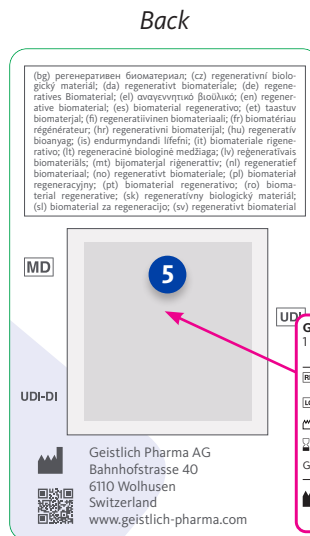 Back
(bg) регенеративен биоматериал; (cz) regenerativní biolo-
gický materiál; (da) regenerativt biomateriale; (de) regene-
ratives Biomaterial; (el) αναγεννητικό βιοϋλικό; (en) regener-
ative biomaterial; (es) biomaterial regenerativo; (et) taastuv
biomaterjal; (fi) regeneratiivinen biomateriaali; (fr) biomatériau
régénérateur; (hr) regenerativni biomaterijal; (hu) regeneratív
bioanyag; (is) endurmyndandi lífefni; (it) biomateriale rigene-
rativo; (lt) regeneracinė biologinė medžiaga; (lv) reģeneratīvais
biomateriāls; (mt) bijomaterjal riġenerattiv; (nl) regeneratief
biomateriaal; (no) regenerativt biomateriale; (pl) biomateriał
regeneracyjny; (pt) biomaterial regenerativo; (ro) bioma-
terial regenerative; (sk) regeneratívny biologický materiál;
(sl) biomaterial za regeneracijo; (sv) regenerativt biomaterial
MD
5
UDI
G
1
UDI-DI
G
Geistlich Pharma AG
Bahnhofstrasse 40
6110 Wolhusen
Switzerland
www.geistlich-pharma.com